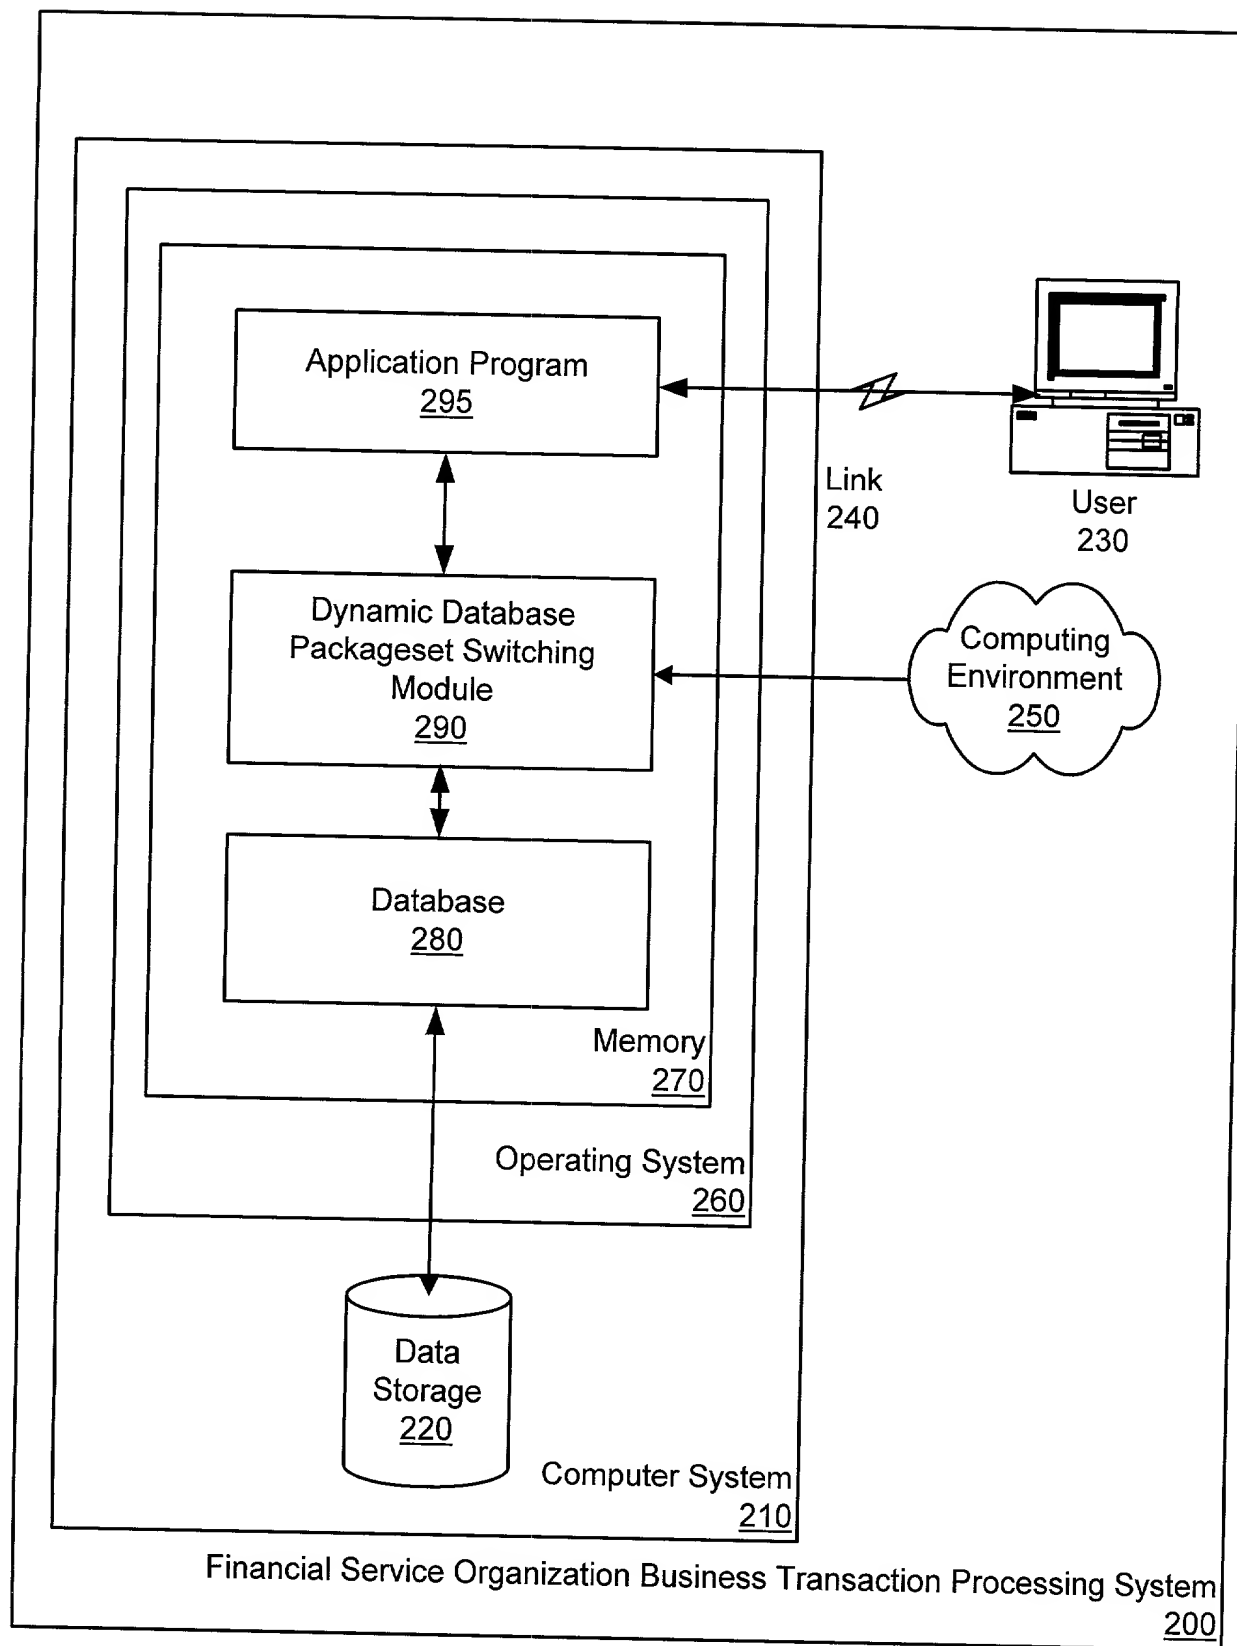 Application Program
295
Link
240
User
230
Dynamic Database
Packageset Switching
Module
290
Computing
Environment
250
Database
280
Memory
270
Operating System
260
Data
Storage
220
Computer System
210
Financial Service Organization Business Transaction Processing System
200